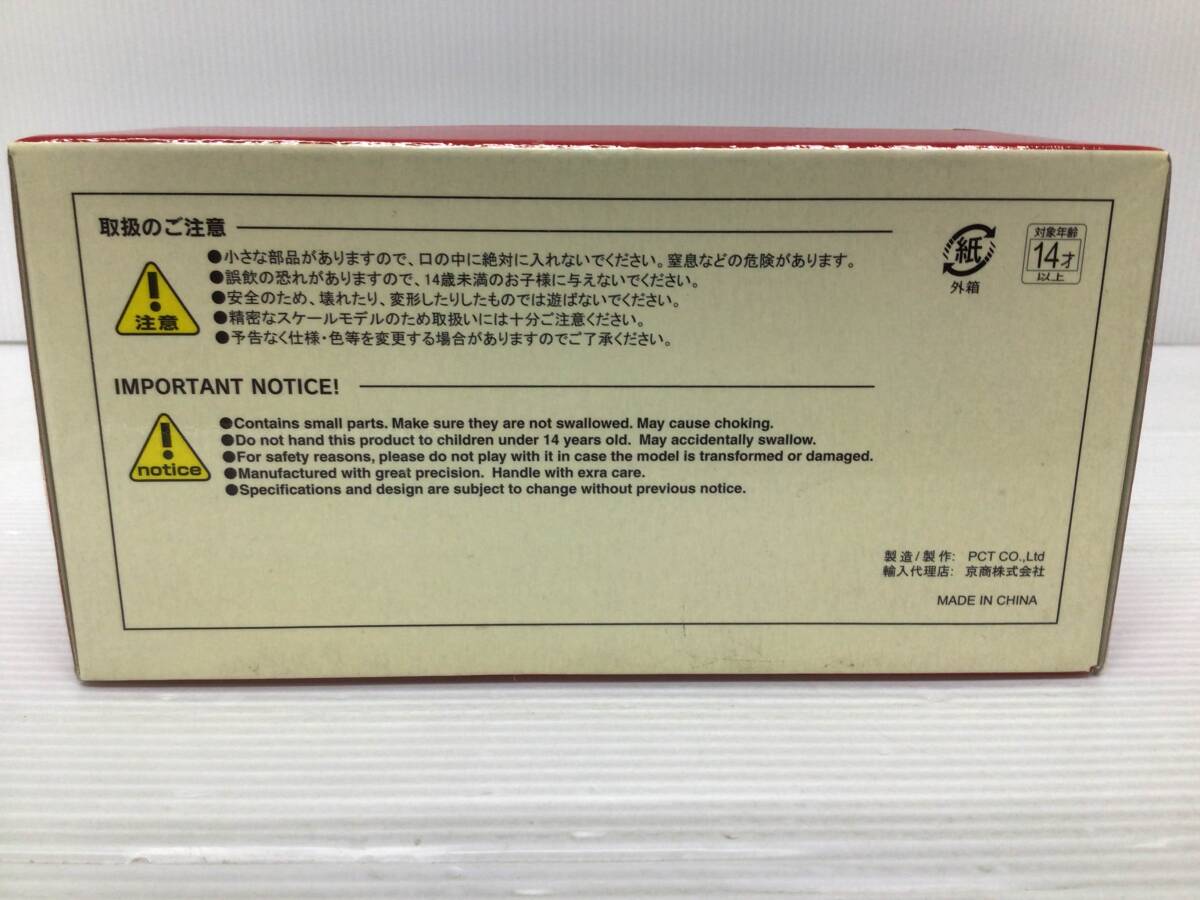 取扱のご注意
注意
●小さな部品がありますので、口の中に絶対に入れないでください。窒息などの危険があります。
●誤飲の恐れがありますので、14歳未満のお子様に与えないでください。
●安全のため、壊れたり、変形したりしたものでは遊ばないでください。
●精密なスケールモデルのため取扱いには十分ご注意ください。
●予告なく仕様・色等を変更する場合がありますのでご了承ください。
紙
外箱
対象年齢
14才
以上
IMPORTANT NOTICE!
notice
●Contains small parts. Make sure they are not swallowed. May cause choking.
●Do not hand this product to children under 14 years old. May accidentally swallow.
●For safety reasons, please do not play with it in case the model is transformed or damaged.
●Manufactured with great precision. Handle with exra care.
●Specifications and design are subject to change without previous notice.
製造/製作: PCT CO.,Ltd
輸入代理店: 京商株式会社
MADE IN CHINA